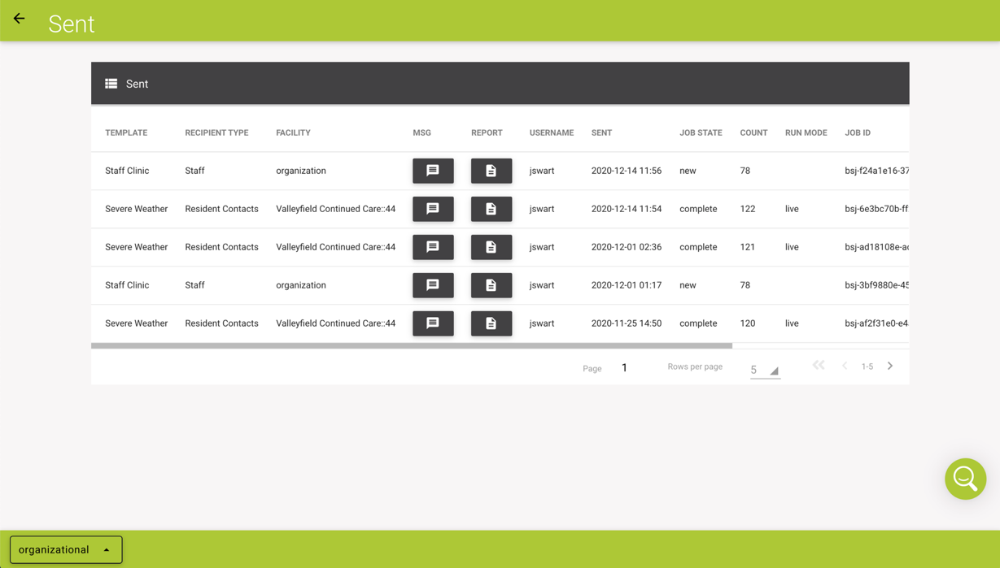 Sent
Sent
TEMPLATE RECIPIENT TYPE FACILITY MSG REPORT USERNAME SENT JOB STATE COUNT RUN MODE JOB ID
Staff Clinic Staff organization jswart 2020-12-14 11:56 new 78 bsj-f24a1e16-37
Severe Weather Resident Contacts Valleyfield Continued Care::44 jswart 2020-12-14 11:54 complete 122 live bsj-6e3bc70b-ff
Severe Weather Resident Contacts Valleyfield Continued Care::44 jswart 2020-12-01 02:36 complete 121 live bsj-ad18108e-ac
Staff Clinic Staff organization jswart 2020-12-01 01:17 new 78 bsj-3bf9880e-45
Severe Weather Resident Contacts Valleyfield Continued Care::44 jswart 2020-11-25 14:50 complete 120 live bsj-af2f31e0-e4
Page 1 Rows per page 5 1-5
organizational